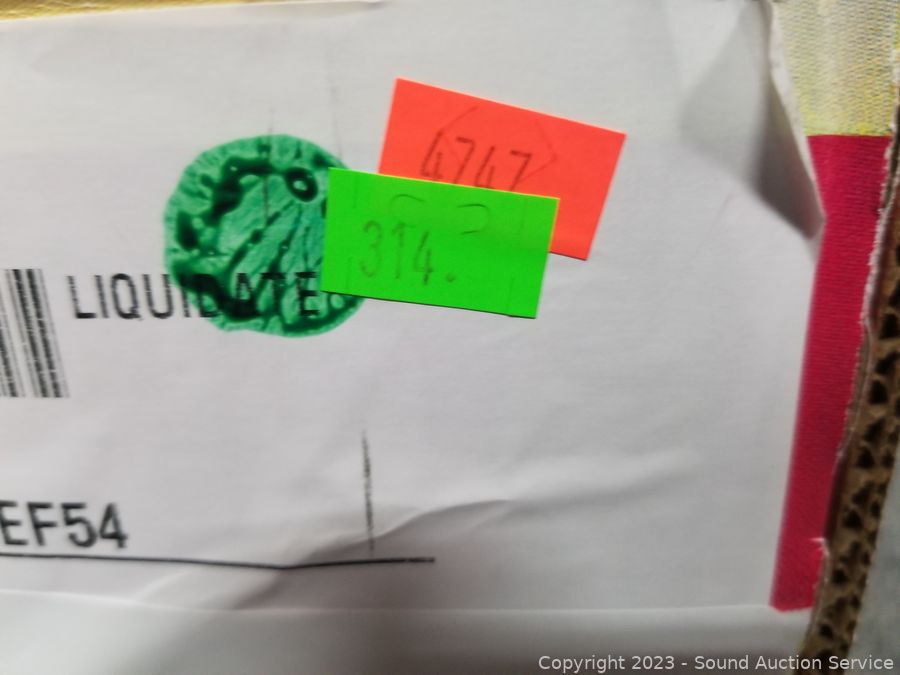 4747
314.
LIQUIDATE
EF54
Copyright 2023 - Sound Auction Service